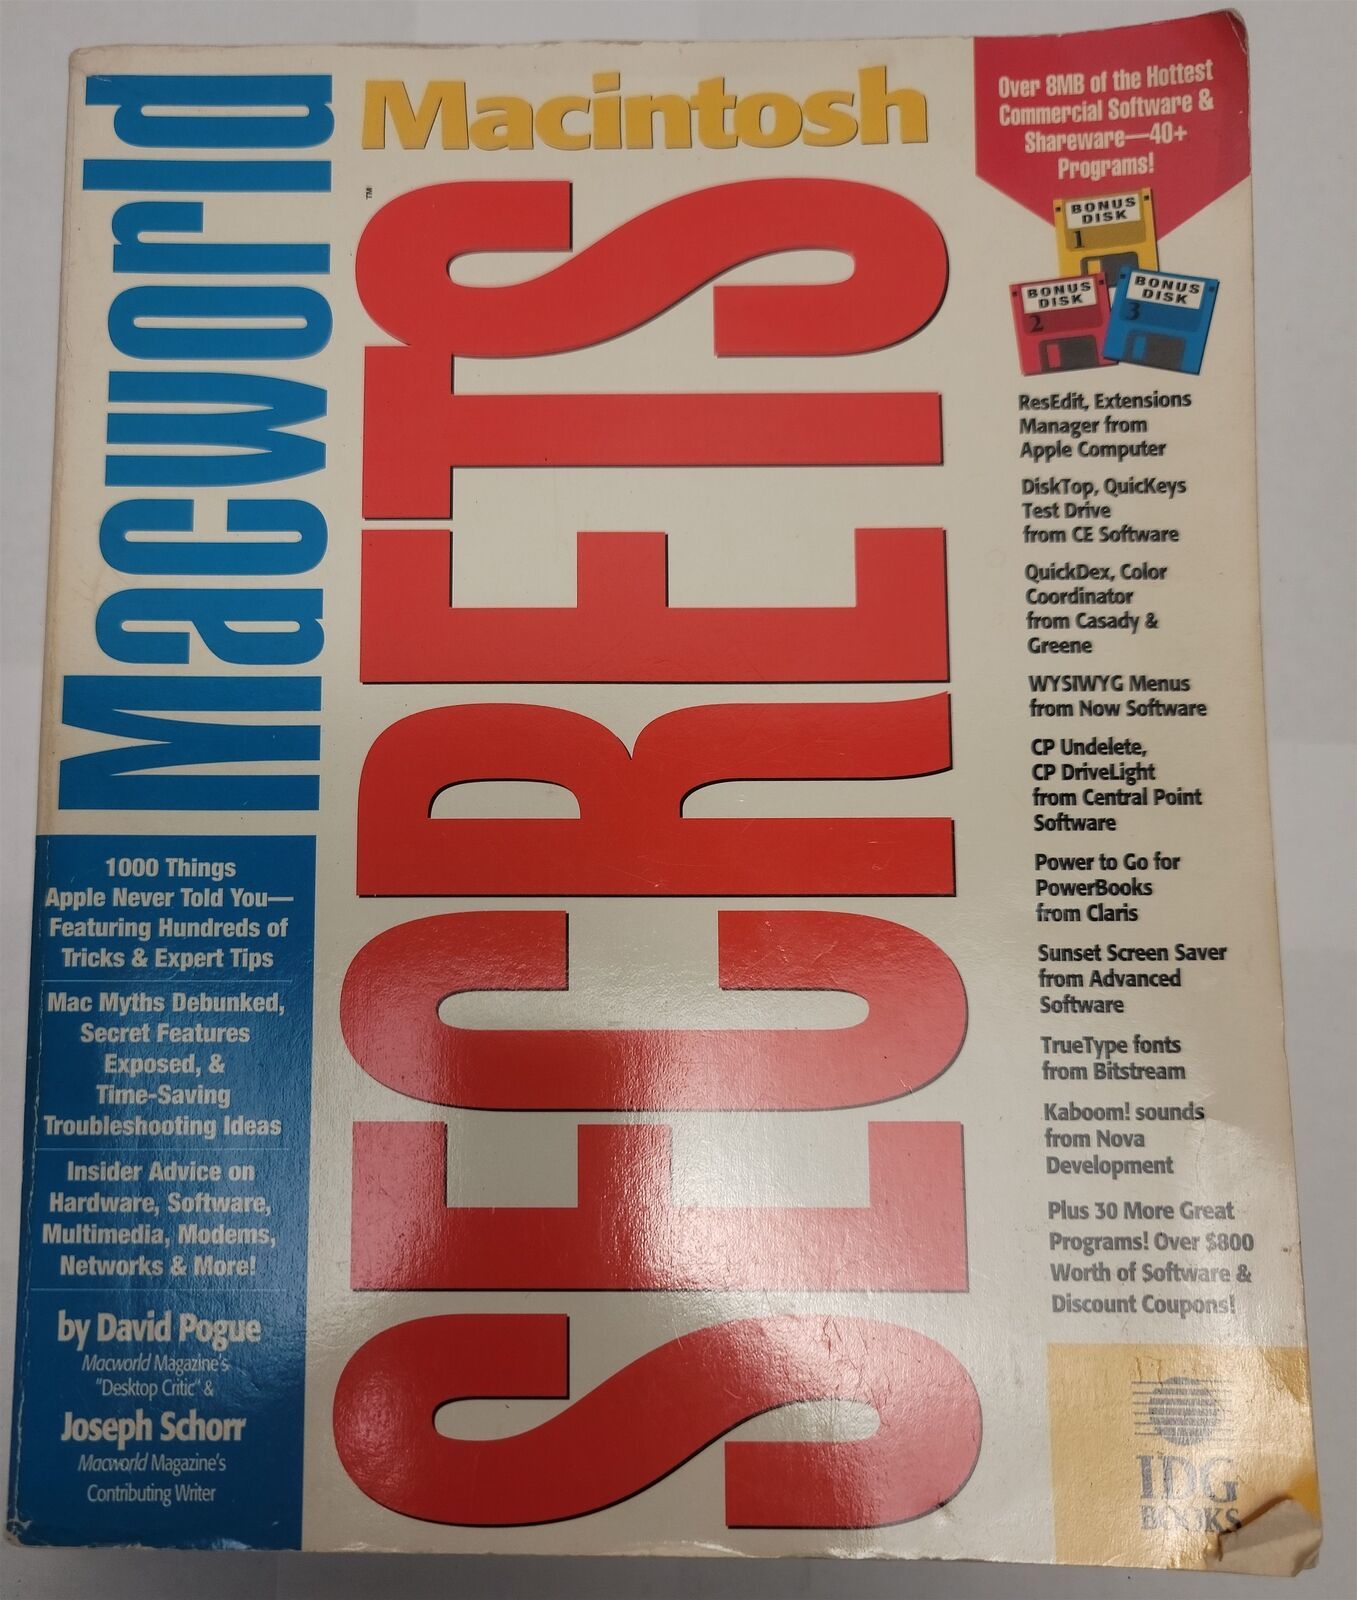 Macworld
Macintosh
™
SECRETS
1000 Things
Apple Never Told You—
Featuring Hundreds of
Tricks & Expert Tips
Mac Myths Debunked,
Secret Features
Exposed, &
Time-Saving
Troubleshooting Ideas
Insider Advice on
Hardware, Software,
Multimedia, Modems,
Networks & More!
by David Pogue
Macworld Magazine's
"Desktop Critic" &
Joseph Schorr
Macworld Magazine's
Contributing Writer
Over 8MB of the Hottest
Commercial Software &
Shareware—40+
Programs!
BONUS
DISK
1
BONUS
DISK
2
BONUS
DISK
3
ResEdit, Extensions
Manager from
Apple Computer
DiskTop, QuicKeys
Test Drive
from CE Software
QuickDex, Color
Coordinator
from Casady &
Greene
WYSIWYG Menus
from Now Software
CP Undelete,
CP DriveLight
from Central Point
Software
Power to Go for
PowerBooks
from Claris
Sunset Screen Saver
from Advanced
Software
TrueType fonts
from Bitstream
Kaboom! sounds
from Nova
Development
Plus 30 More Great
Programs! Over $800
Worth of Software &
Discount Coupons!
IDG
BOOKS